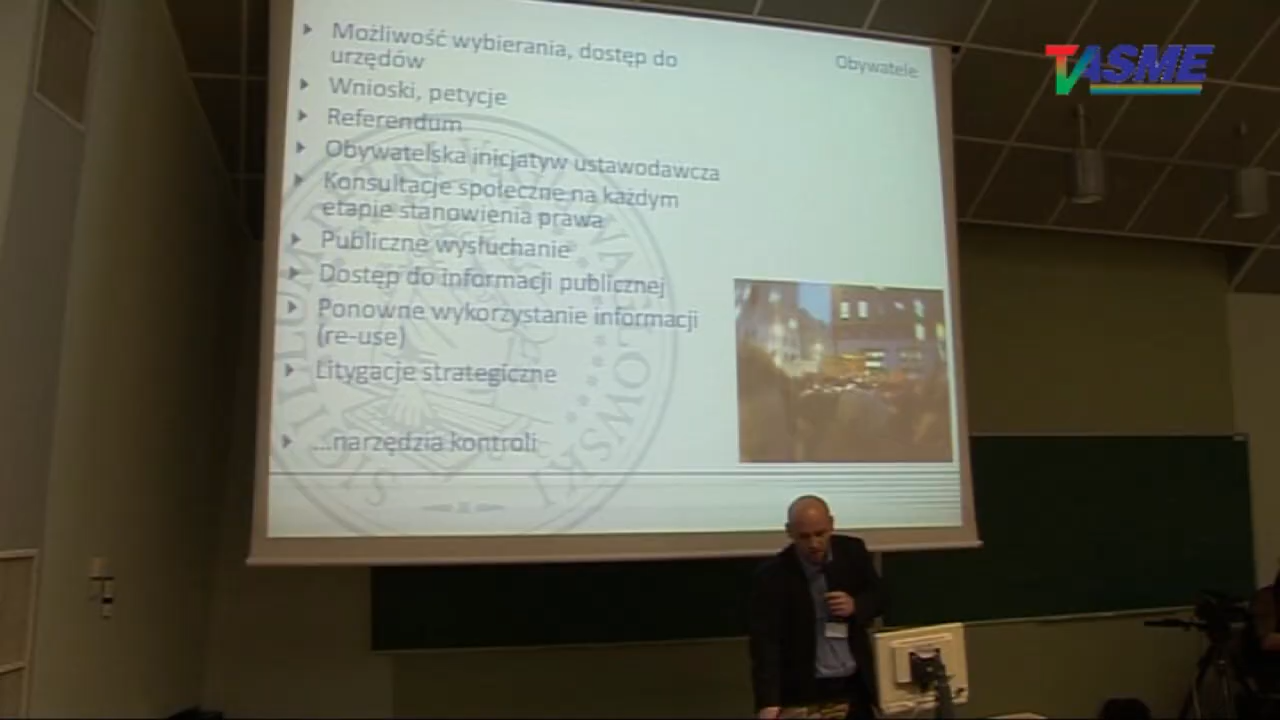 Możliwość wybierania, dostęp do
urzędów
Obywatele
TVASME
Wnioski, petycje
Referendum
Obywatelska inicjatyw ustawodawcza
Konsultacje społeczne na każdym
etapie stanowienia prawa
Publiczne wysłuchanie
Dostęp do informacji publicznej
Ponowne wykorzystanie informacji
(re-use)
Litygacje strategiczne
...narzędzia kontroli